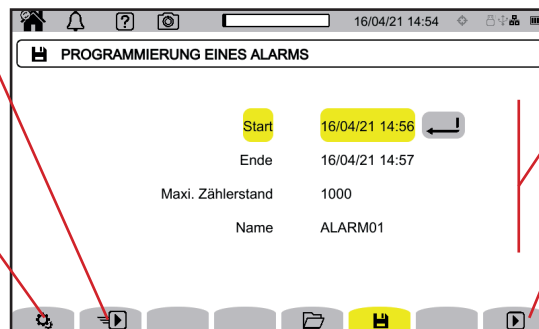 16/04/21 14:54
PROGRAMMIERUNG EINES ALARMS
Start 16/04/21 14:56
Ende 16/04/21 14:57
Maxi. Zählerstand 1000
Name ALARM01